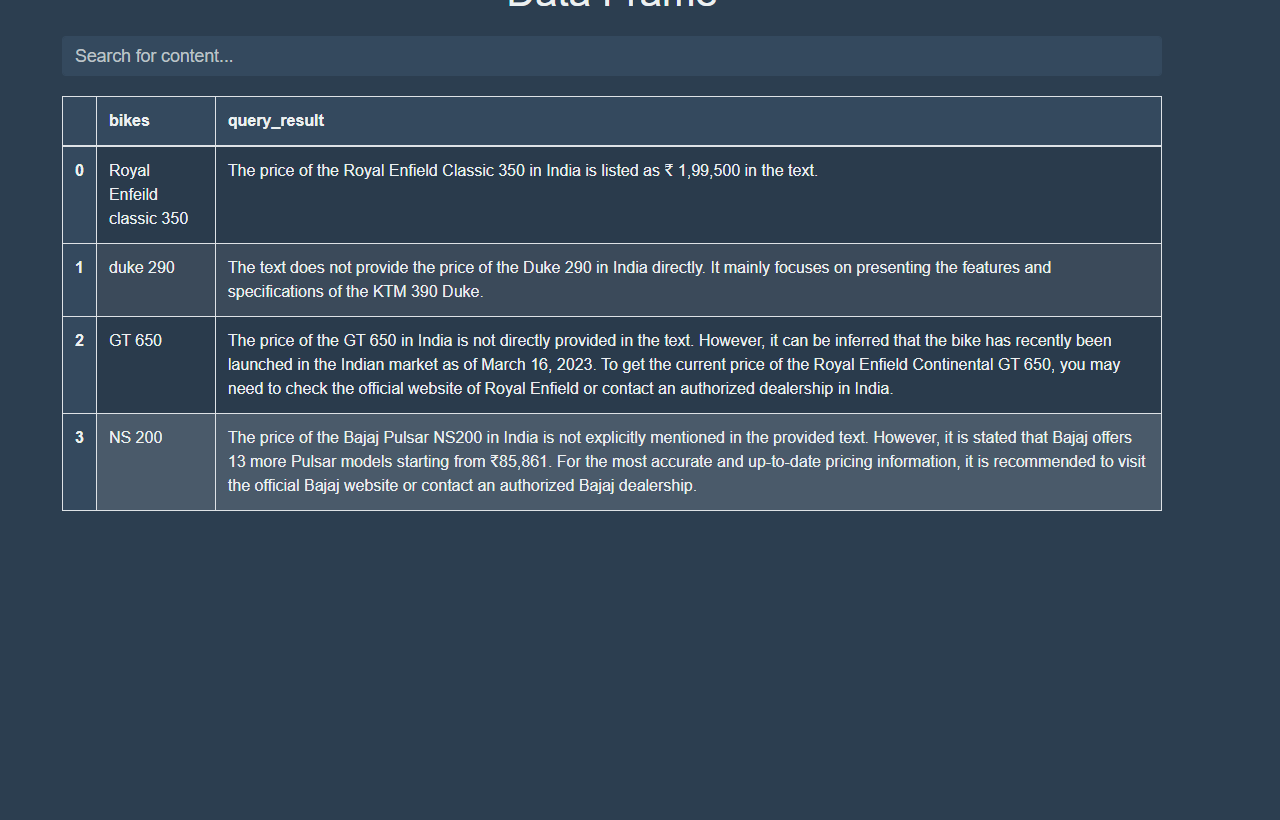 Data Frame
Search for content...
bikes query_result
0 Royal Enfeild classic 350 The price of the Royal Enfield Classic 350 in India is listed as ₹ 1,99,500 in the text.
1 duke 290 The text does not provide the price of the Duke 290 in India directly. It mainly focuses on presenting the features and
specifications of the KTM 390 Duke.
2 GT 650 The price of the GT 650 in India is not directly provided in the text. However, it can be inferred that the bike has recently been
launched in the Indian market as of March 16, 2023. To get the current price of the Royal Enfield Continental GT 650, you may
need to check the official website of Royal Enfield or contact an authorized dealership in India.
3 NS 200 The price of the Bajaj Pulsar NS200 in India is not explicitly mentioned in the provided text. However, it is stated that Bajaj offers
13 more Pulsar models starting from ₹85,861. For the most accurate and up-to-date pricing information, it is recommended to visit
the official Bajaj website or contact an authorized Bajaj dealership.